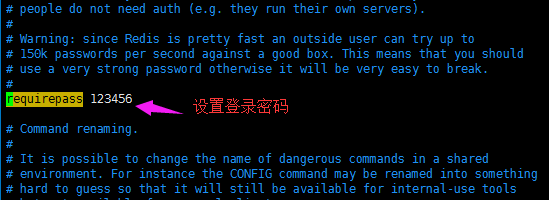 # people do not need auth (e.g. they run their own servers).
#
# Warning: since Redis is pretty fast an outside user can try up to
# 150k passwords per second against a good box. This means that you should
# use a very strong password otherwise it will be very easy to break.
#
requirepass 123456
设置登录密码
# Command renaming.
#
# It is possible to change the name of dangerous commands in a shared
# environment. For instance the CONFIG command may be renamed into something
# hard to guess so that it will still be available for internal-use tools